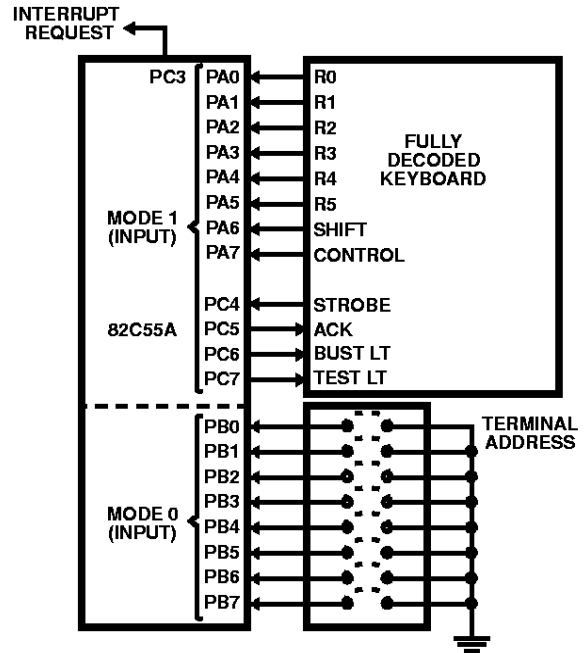 INTERRUPT
REQUEST
PC3 PA0 R0
PA1 R1
PA2 R2
PA3 R3
PA4 R4
PA5 R5
PA6 SHIFT
PA7 CONTROL
FULLY
DECODED
KEYBOARD
MODE 1
(INPUT)
PC4 STROBE
82C55A PC5 ACK
PC6 BUST LT
PC7 TEST LT
PB0
PB1
PB2
PB3
PB4
PB5
PB6
PB7
MODE 0
(INPUT)
TERMINAL
ADDRESS